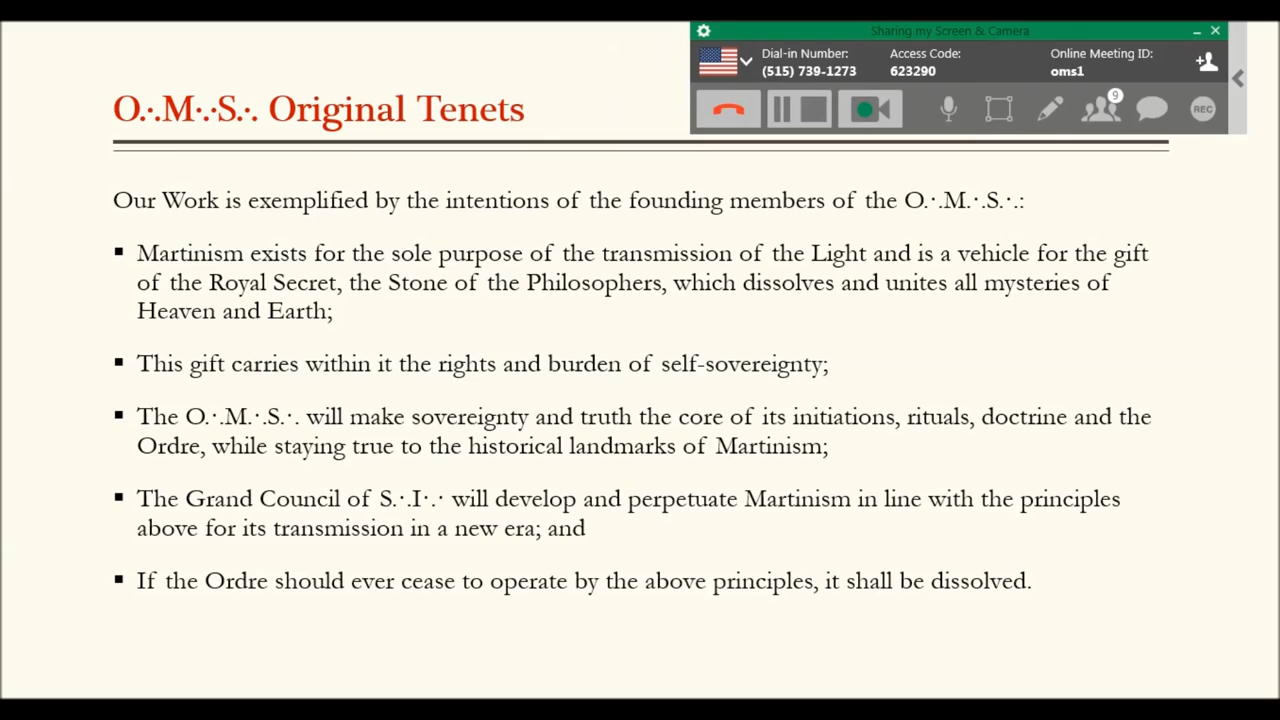 Sharing my Screen & Camera
Dial-in Number: Access Code: Online Meeting ID:
(515) 739-1273 623290 oms1
9
REC
O.·.M.·.·S.·. Original Tenets
Our Work is exemplified by the intentions of the founding members of the O.·.M.·.S.·.:
▪ Martinism exists for the sole purpose of the transmission of the Light and is a vehicle for the gift
of the Royal Secret, the Stone of the Philosophers, which dissolves and unites all mysteries of
Heaven and Earth;
▪ This gift carries within it the rights and burden of self-sovereignty;
▪ The O.·.M.·.S.·. will make sovereignty and truth the core of its initiations, rituals, doctrine and the
Ordre, while staying true to the historical landmarks of Martinism;
▪ The Grand Council of S.·.I·.· will develop and perpetuate Martinism in line with the principles
above for its transmission in a new era; and
▪ If the Ordre should ever cease to operate by the above principles, it shall be dissolved.